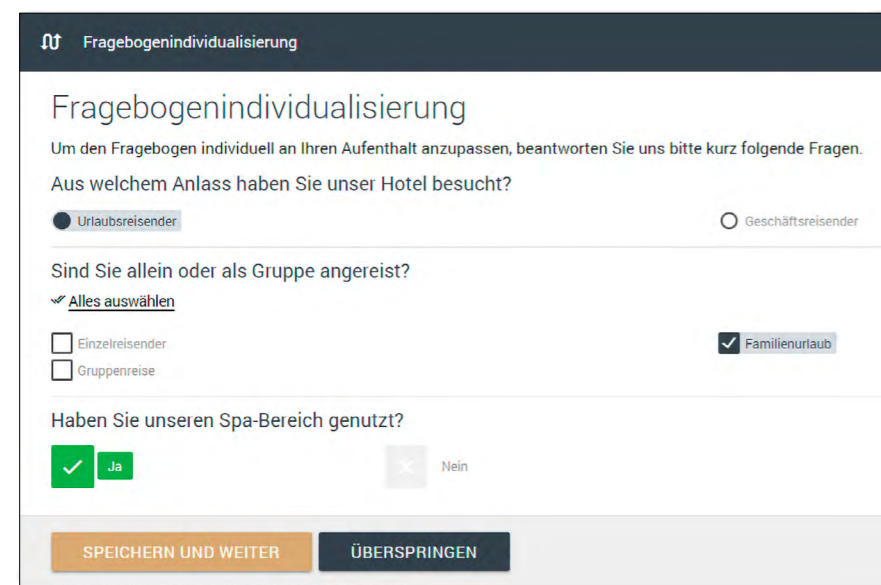 Fragebogenindividualisierung
Fragebogenindividualisierung
Um den Fragebogen individuell an Ihren Aufenthalt anzupassen, beantworten Sie uns bitte kurz folgende Fragen.
Aus welchem Anlass haben Sie unser Hotel besucht?
Urlaubsreisender Geschäftsreisender
Sind Sie allein oder als Gruppe angereist?
Alles auswählen
Einzelreisender Familienurlaub
Gruppenreise
Haben Sie unseren Spa-Bereich genutzt?
Ja Nein
SPEICHERN UND WEITER ÜBERSPRINGEN